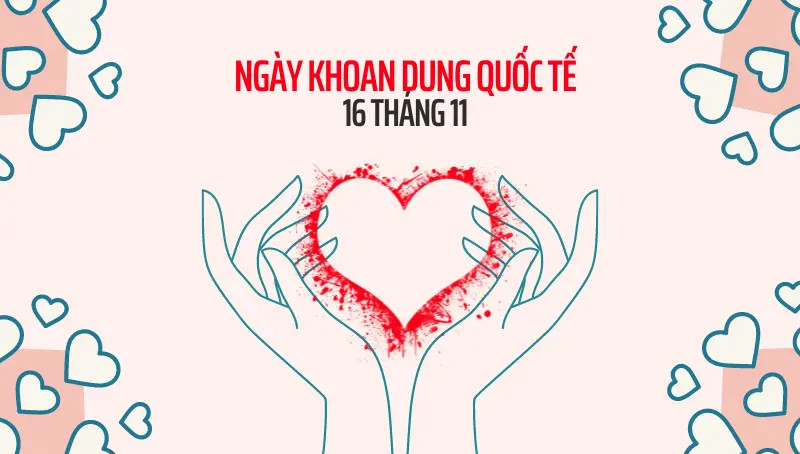 NGÀY KHOAN DUNG QUỐC TẾ
16 THÁNG 11